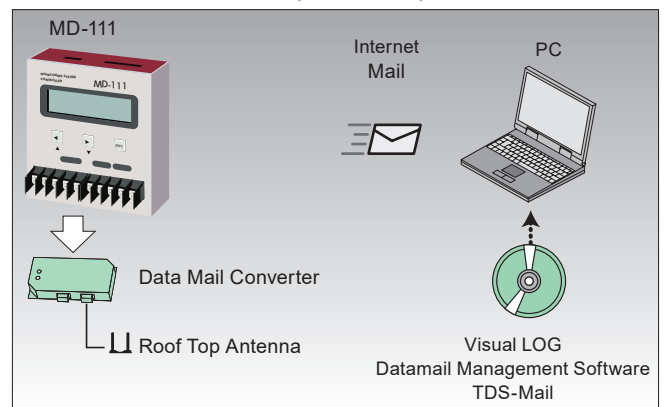 MD-111
MD-111
Internet
Mail
PC
Data Mail Converter
Roof Top Antenna
Visual LOG
Datamail Management Software
TDS-Mail